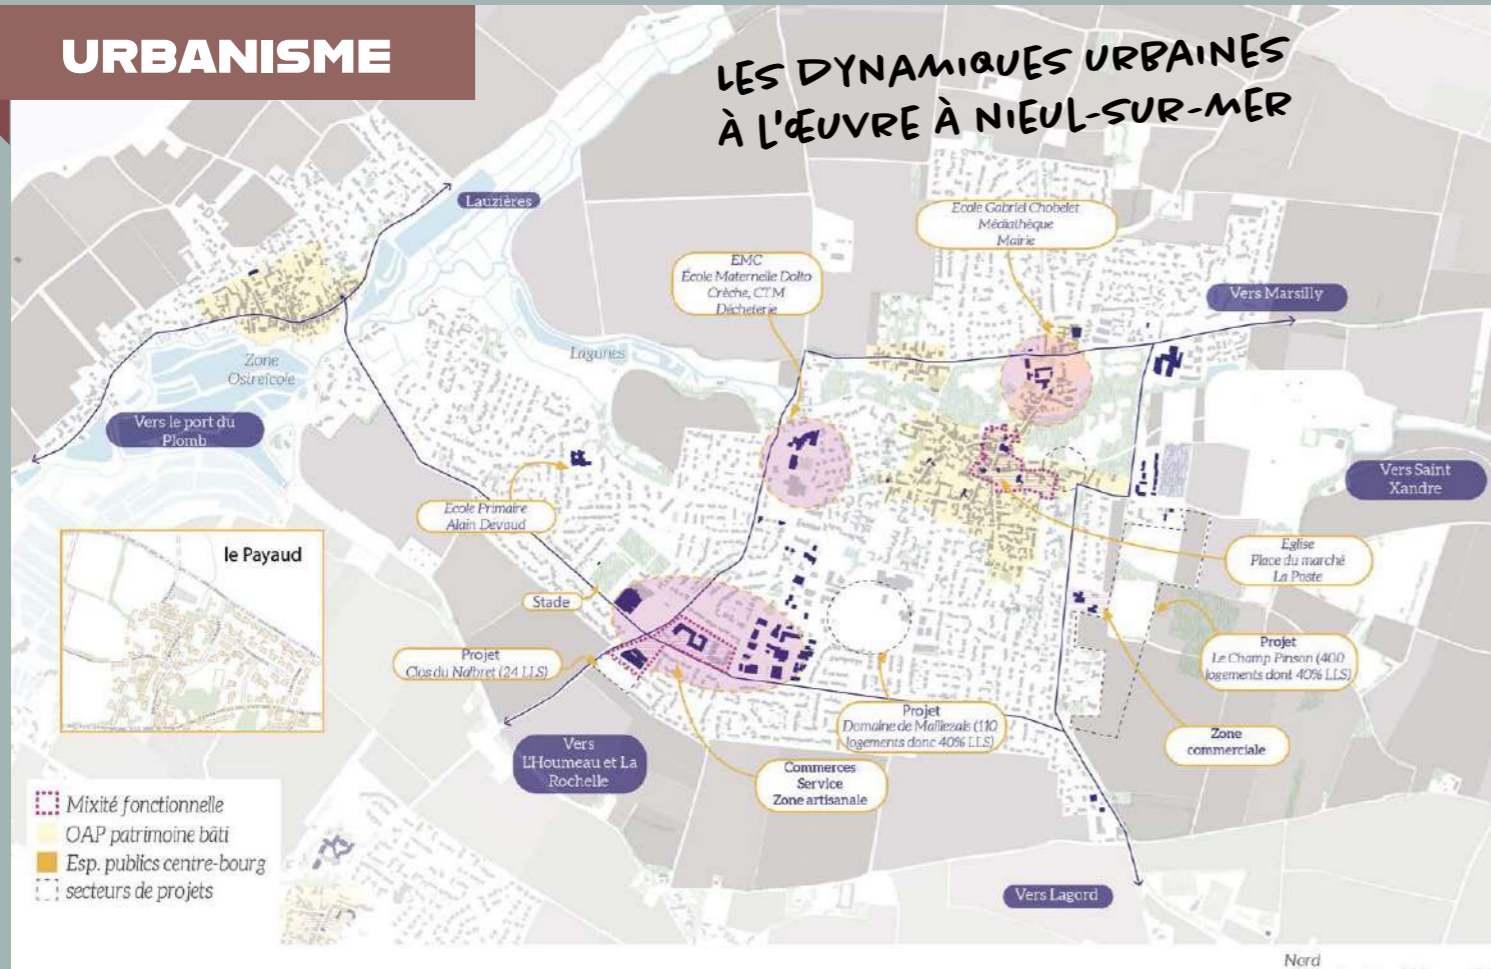 URBANISME
LES DYNAMIQUES URBAINES
À L'ŒUVRE À NIEUL-SUR-MER
Lauzières
Ecole Gabriel Chobelet
Médiathèque
Mairie
EMC
École Maternelle Dolto
Crèche, CTM
Décheterie
Vers Marsilly
Lagunes
Zone
Ostreïcole
Vers le port du
Plomb
Vers Saint
Xandre
Ecole Primaire
Alain Devaud
le Payaud
Eglise
Place du marché
La Poste
Stade
Projet
Clos du Nalbret (24 LLS)
Projet
Le Champ Pinson (400
logements dont 40% LLS)
Projet
Domaine de Maillezais (110
logements donc 40% LLS)
Zone
commerciale
Vers
L'Houmeau et La
Rochelle
Commerces
Service
Zone artisanale
Mixité fonctionnelle
OAP patrimoine bâti
Esp. publics centre-bourg
secteurs de projets
Vers Lagord
Nord